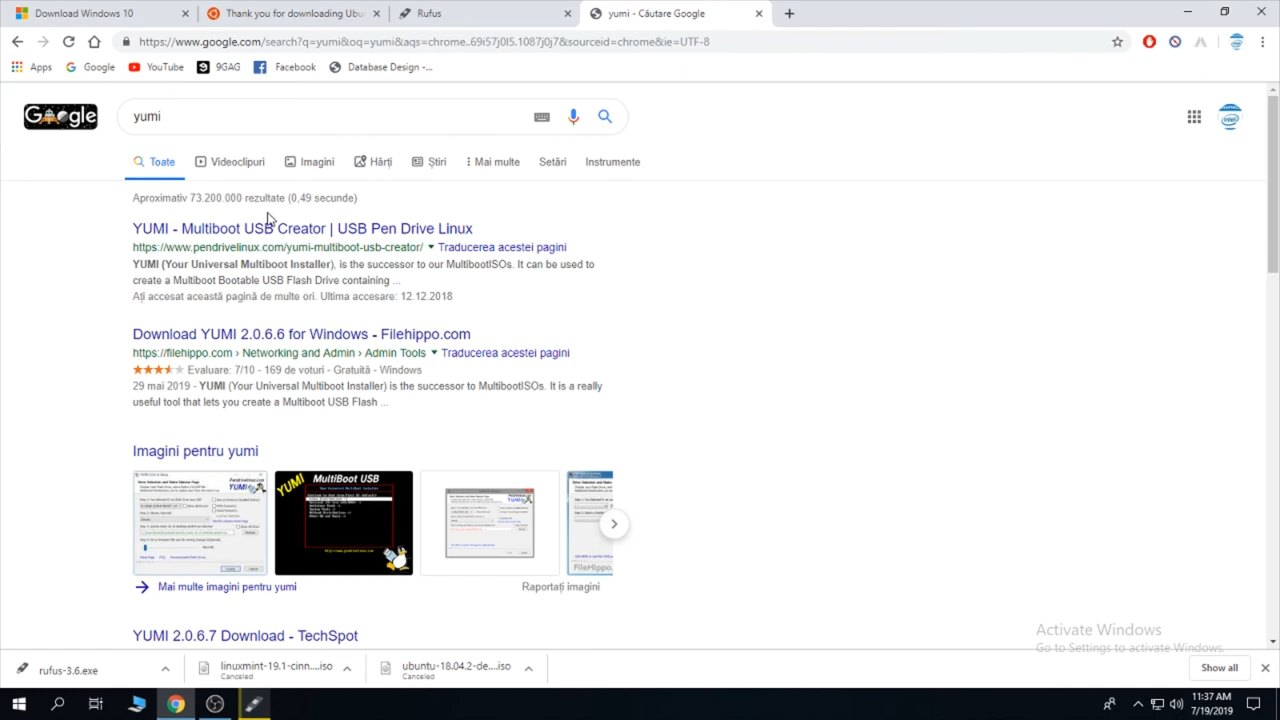 Download Windows 10
Thank you for downloading Ubu
Rufus
yumi - Căutare Google
https://www.google.com/search?q=yumi&oq=yumi&aqs=chrome..69i57j0l5.1087j0j7&sourceid=chrome&ie=UTF-8
Apps
Google
YouTube
9GAG
Facebook
Database Design -...
Google
yumi
Toate
Videoclipuri
Imagini
Hărți
Știri
Mai multe
Setări
Instrumente
Aproximativ 73.200.000 rezultate (0,49 secunde)
YUMI - Multiboot USB Creator | USB Pen Drive Linux
https://www.pendrivelinux.com/yumi-multiboot-usb-creator/ Traducerea acestei pagini
YUMI (Your Universal Multiboot Installer), is the successor to our MultibootISOs. It can be used to
create a Multiboot Bootable USB Flash Drive containing ...
Ați accesat această pagină de multe ori. Ultima accesare: 12.12.2018
Download YUMI 2.0.6.6 for Windows - Filehippo.com
https://filehippo.com › Networking and Admin › Admin Tools Traducerea acestei pagini
Evaluare: 7/10 - 169 de voturi - Gratuită - Windows
29 mai 2019 - YUMI (Your Universal Multiboot Installer) is the successor to MultibootISOs. It is a really
useful tool that lets you create a Multiboot USB Flash ...
Imagini pentru yumi
YUMI
MultiBoot USB
FileHippo.
Mai multe imagini pentru yumi
Raportați imagini
YUMI 2.0.6.7 Download - TechSpot
Activate Windows
Go to Settings to activate Windows.
rufus-3.6.exe
linuxmint-19.1-cinn....iso
Canceled
ubuntu-18.04.2-de....iso
Canceled
Show all
11:37 AM
7/19/2019